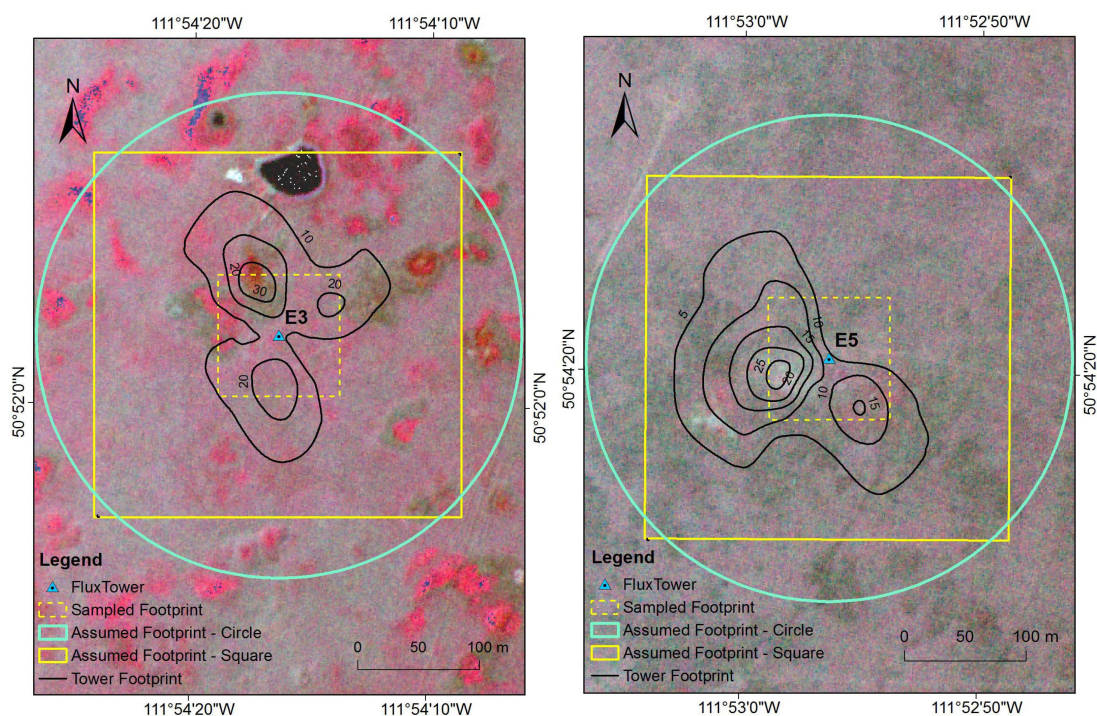 111°54'20"W
111°54'10"W
N
10
20
30
20
E3
20
50°52'0"N
50°52'0"N
Legend
FluxTower
Sampled Footprint
Assumed Footprint - Circle
Assumed Footprint - Square
Tower Footprint
0 50 100 m
111°54'20"W
111°54'10"W
111°53'0"W
111°52'50"W
N
5
10
15
E5
25
20
10
15
50°54'20"N
50°54'20"N
Legend
FluxTower
Sampled Footprint
Assumed Footprint - Circle
Assumed Footprint - Square
Tower Footprint
0 50 100 m
111°53'0"W
111°52'50"W